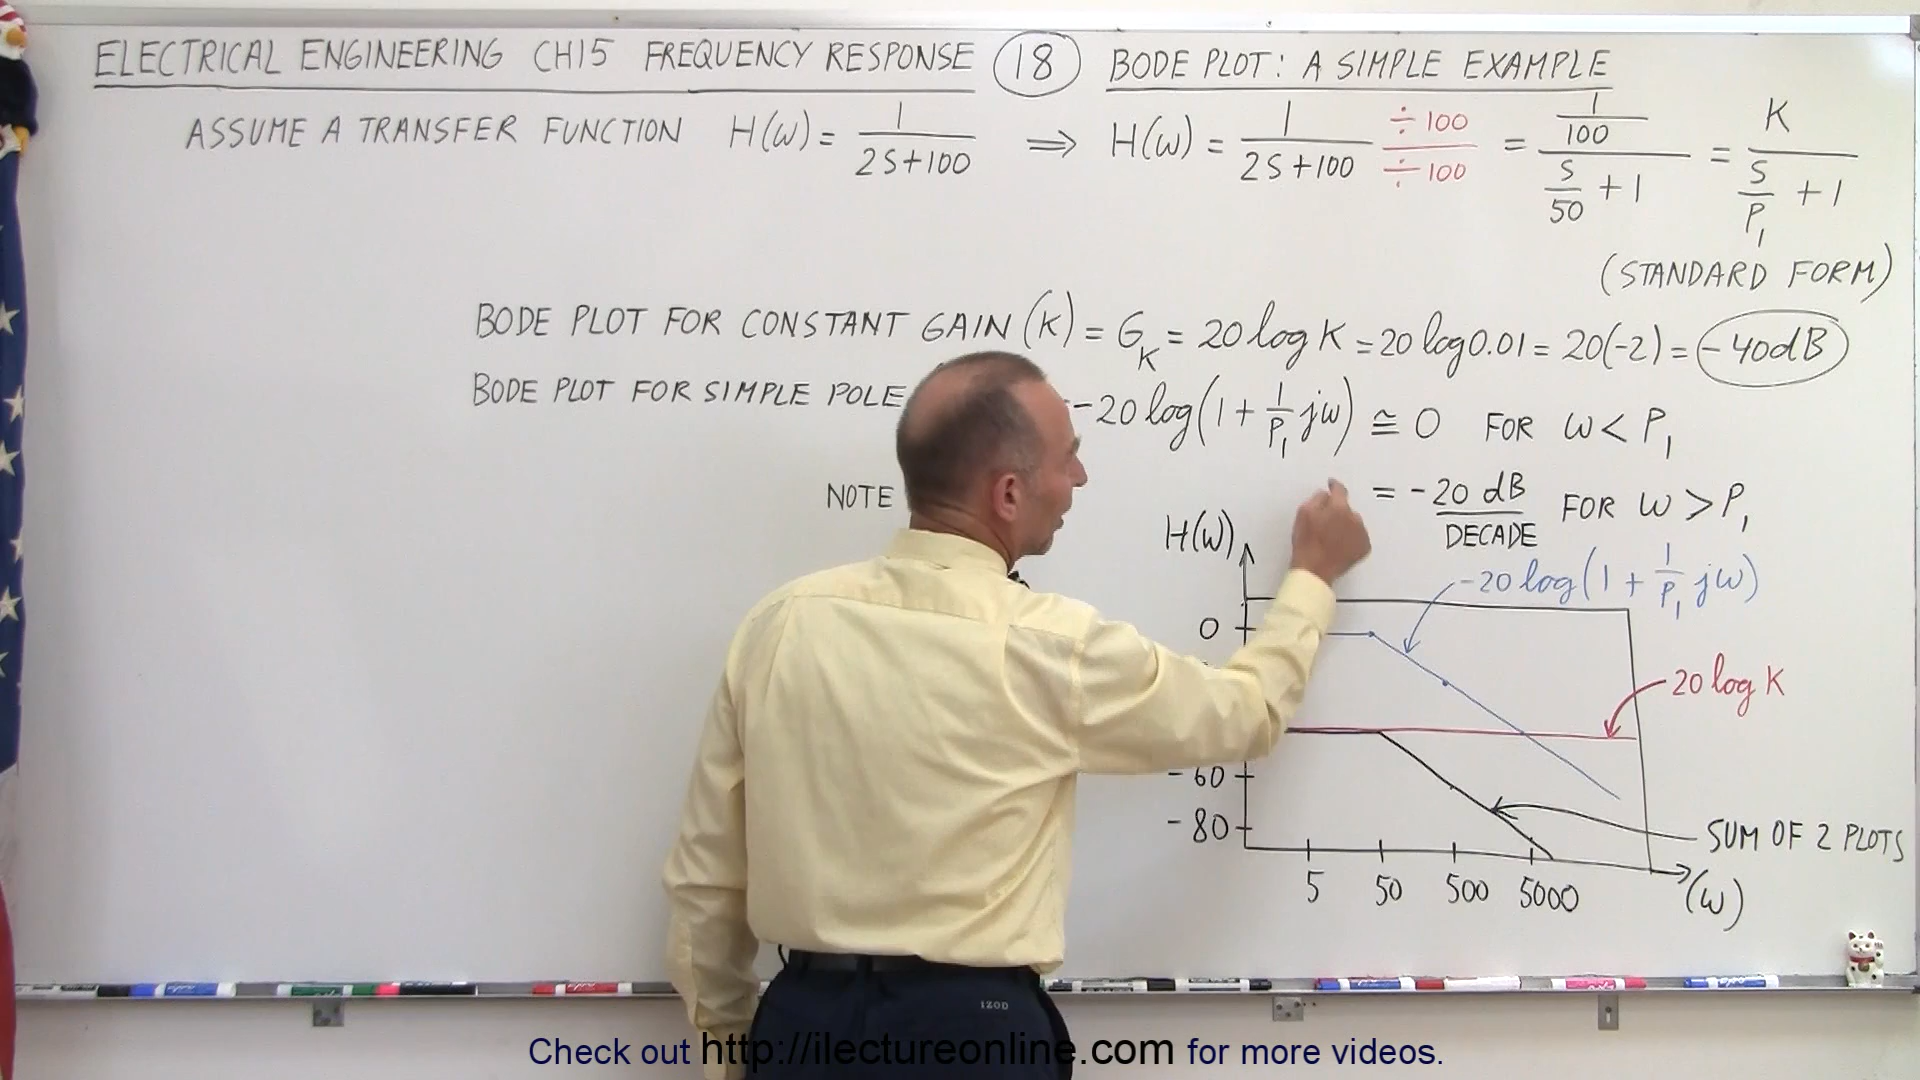 ELECTRICAL ENGINEERING CH15 FREQUENCY RESPONSE 18 BODE PLOT: A SIMPLE EXAMPLE
ASSUME A TRANSFER FUNCTION H(ω) = 1/(2S+100) ⇒ H(ω) = 1/(2S+100) ÷100/÷100 = (1/100)/(S/50 + 1) = K/(S/P₁ + 1)
(STANDARD FORM)
BODE PLOT FOR CONSTANT GAIN (K) = G_K = 20 log K = 20 log 0.01 = 20(-2) = -40dB
BODE PLOT FOR SIMPLE POLE -20 log(1 + 1/P₁ jω) ≅ 0 FOR ω < P₁
NOTE = -20 dB/DECADE FOR ω > P₁
H(ω)
-20 log(1 + 1/P₁ jω)
0
20 log K
-60
-80
SUM OF 2 PLOTS
5 50 500 5000 (ω)
IZOD
Check out http://ilectureonline.com for more videos.